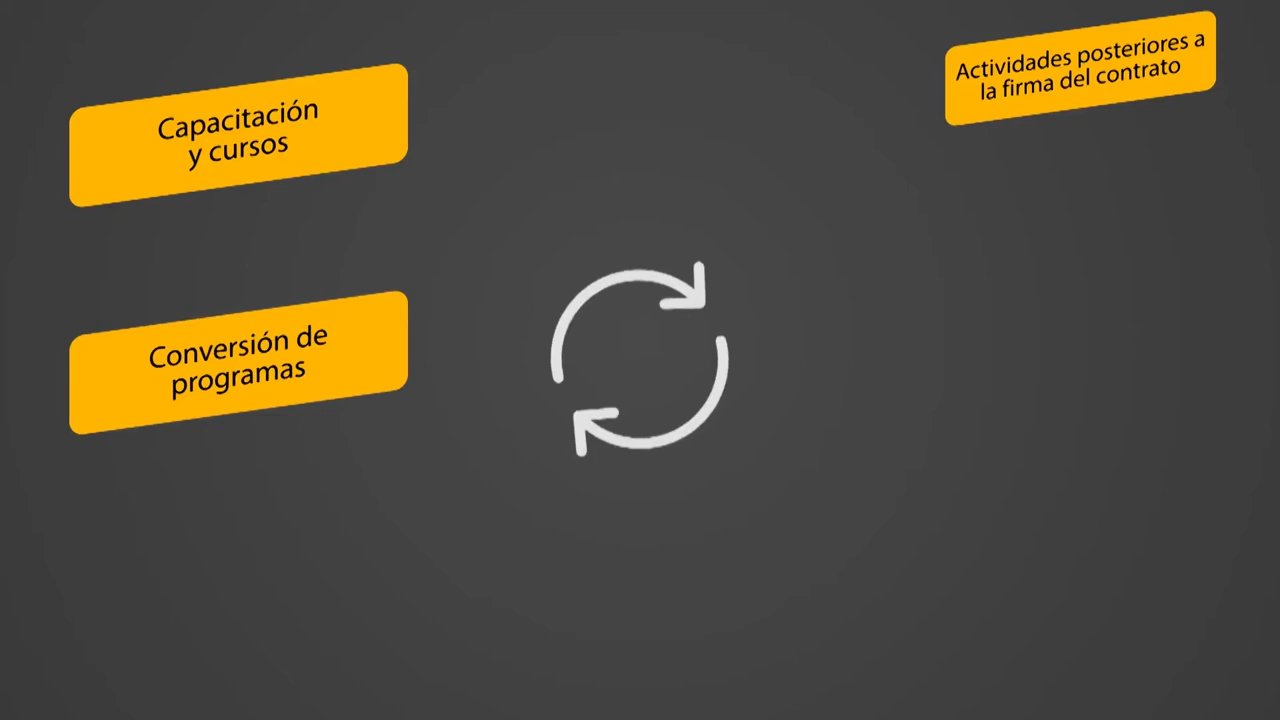 Capacitación
y cursos
Conversión de
programas
Actividades posteriores a
la firma del contrato